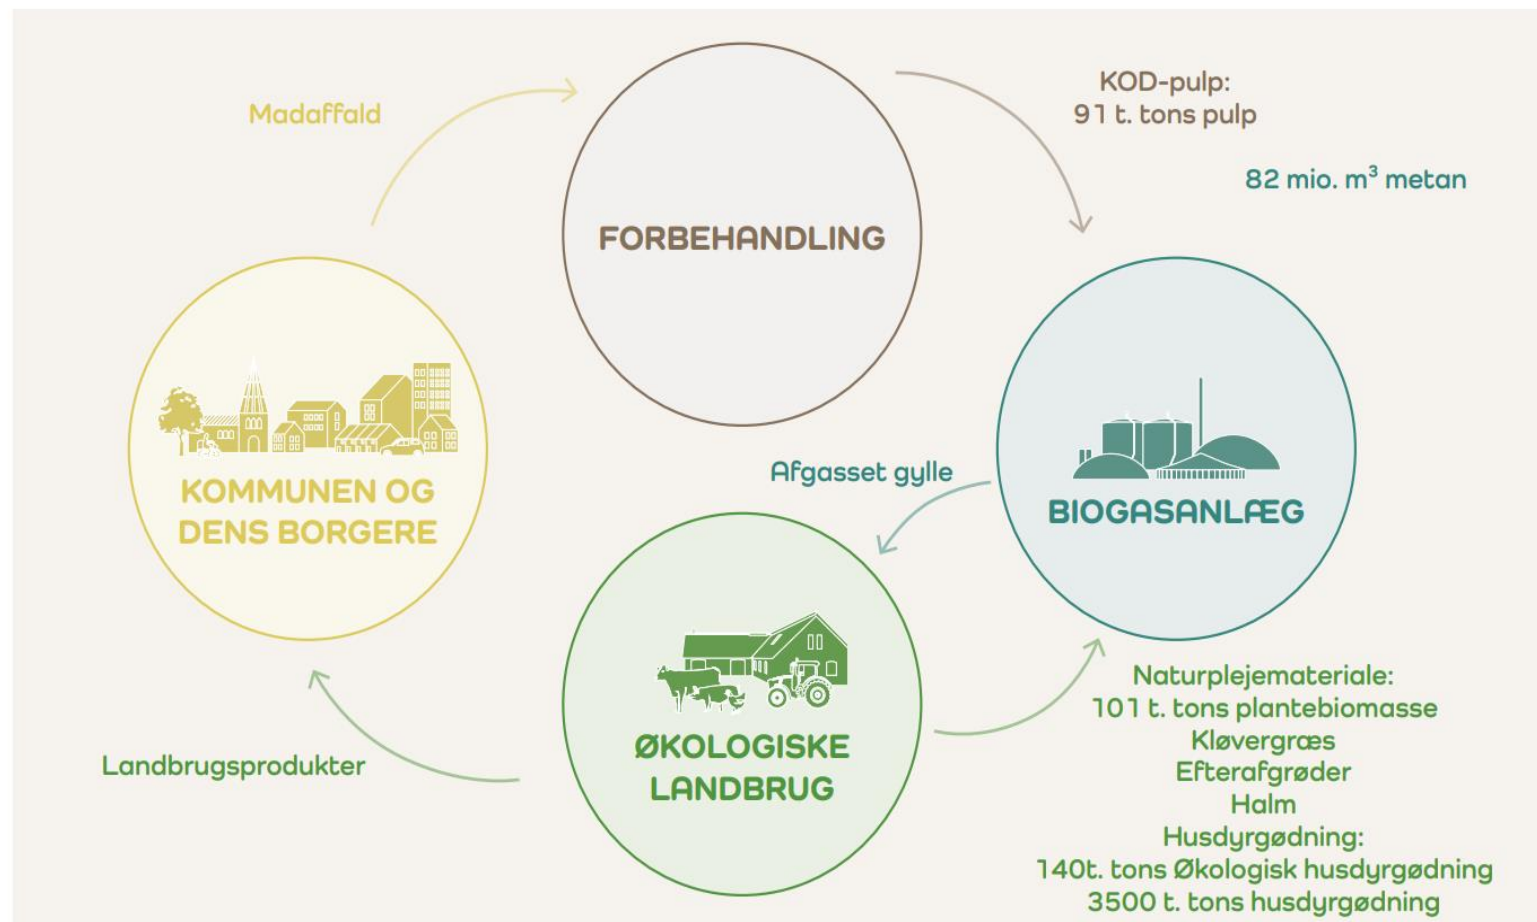 Madaffald
KOD-pulp:
91 t. tons pulp
82 mio. m³ metan
FORBEHANDLING
KOMMUNEN OG
DENS BORGERE
Afgasset gylle
BIOGASANLÆG
ØKOLOGISKE
LANDBRUG
Landbrugsprodukter
Naturplejemateriale:
101 t. tons plantebiomasse
Kløvergræs
Efterafgrøder
Halm
Husdyrgødning:
140t. tons Økologisk husdyrgødning
3500 t. tons husdyrgødning